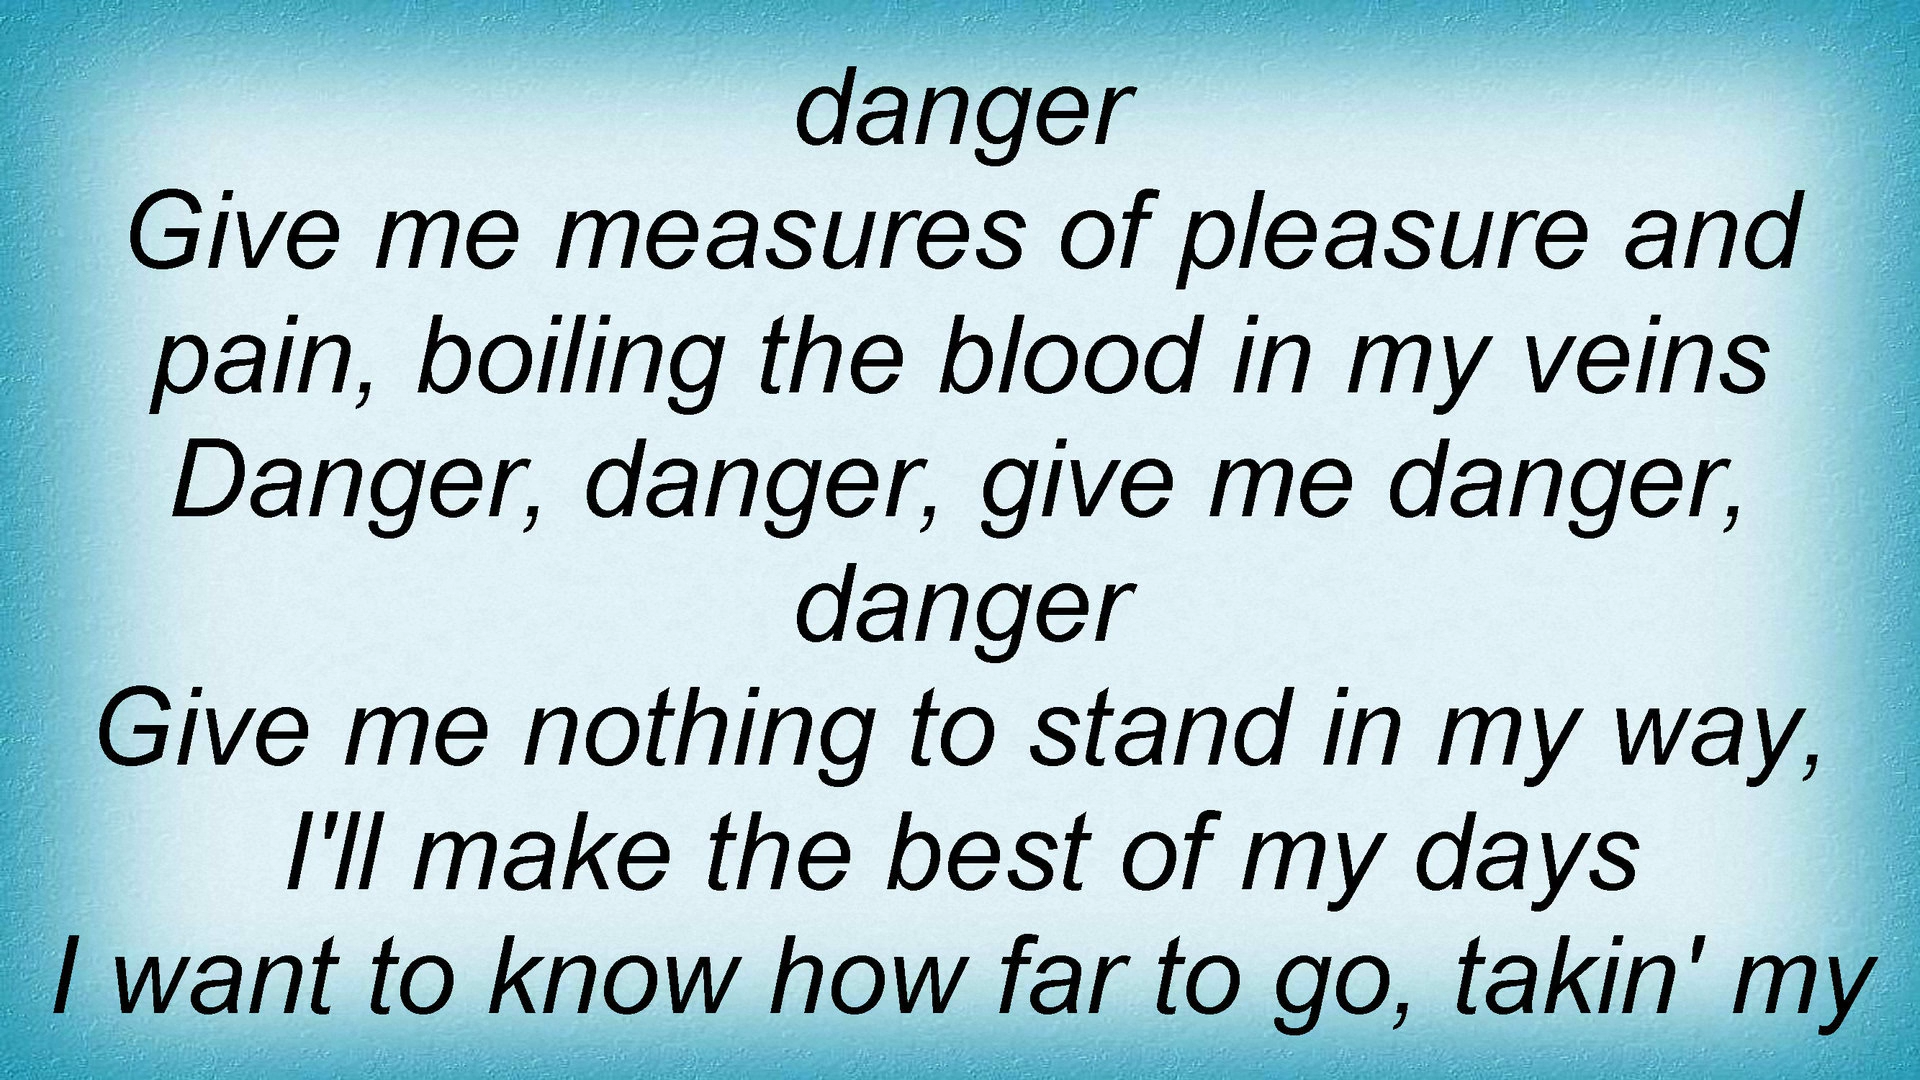 danger
Give me measures of pleasure and
pain, boiling the blood in my veins
Danger, danger, give me danger,
danger
Give me nothing to stand in my way,
I'll make the best of my days
I want to know how far to go, takin' my